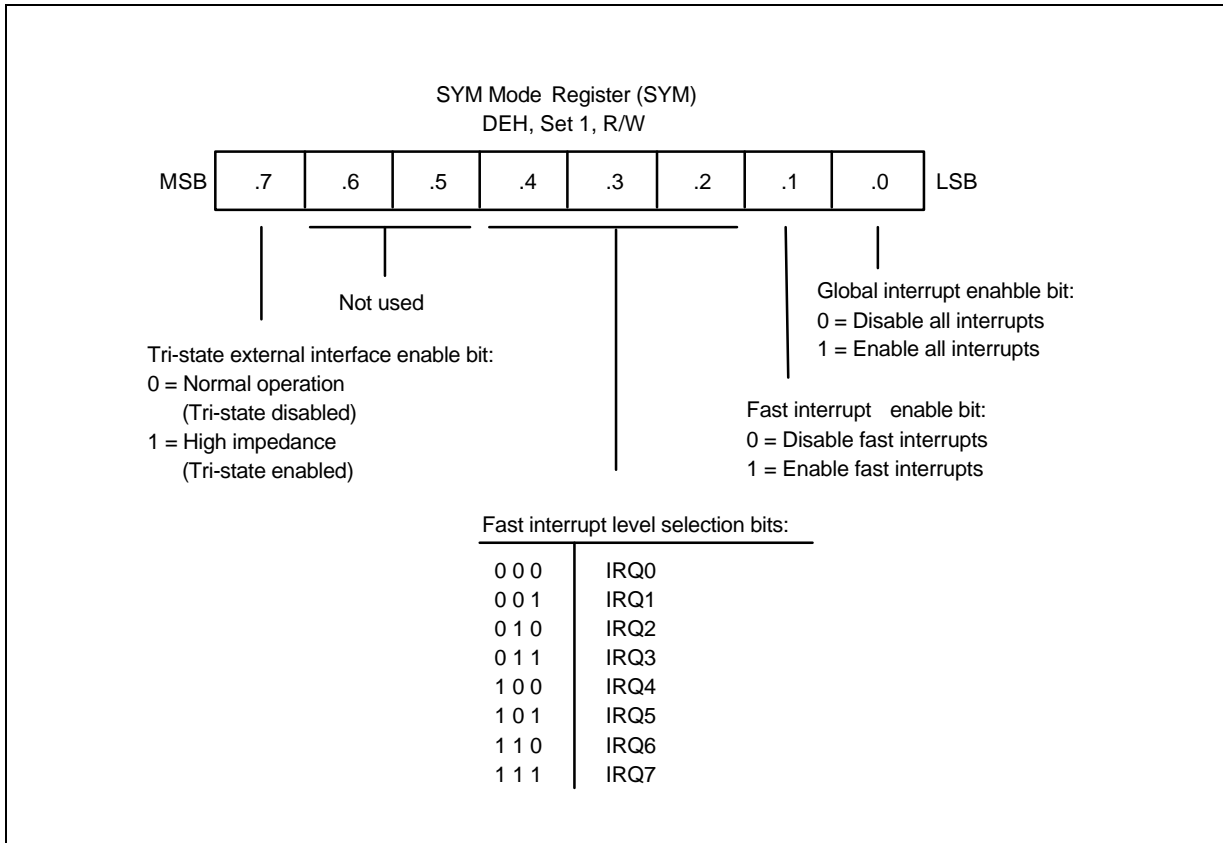 SYM Mode Register (SYM)
DEH, Set 1, R/W
MSB .7 .6 .5 .4 .3 .2 .1 .0 LSB
Not used
Tri-state external interface enable bit:
0 = Normal operation
(Tri-state disabled)
1 = High impedance
(Tri-state enabled)
Global interrupt enahble bit:
0 = Disable all interrupts
1 = Enable all interrupts
Fast interrupt enable bit:
0 = Disable fast interrupts
1 = Enable fast interrupts
Fast interrupt level selection bits:
0 0 0 IRQ0
0 0 1 IRQ1
0 1 0 IRQ2
0 1 1 IRQ3
1 0 0 IRQ4
1 0 1 IRQ5
1 1 0 IRQ6
1 1 1 IRQ7